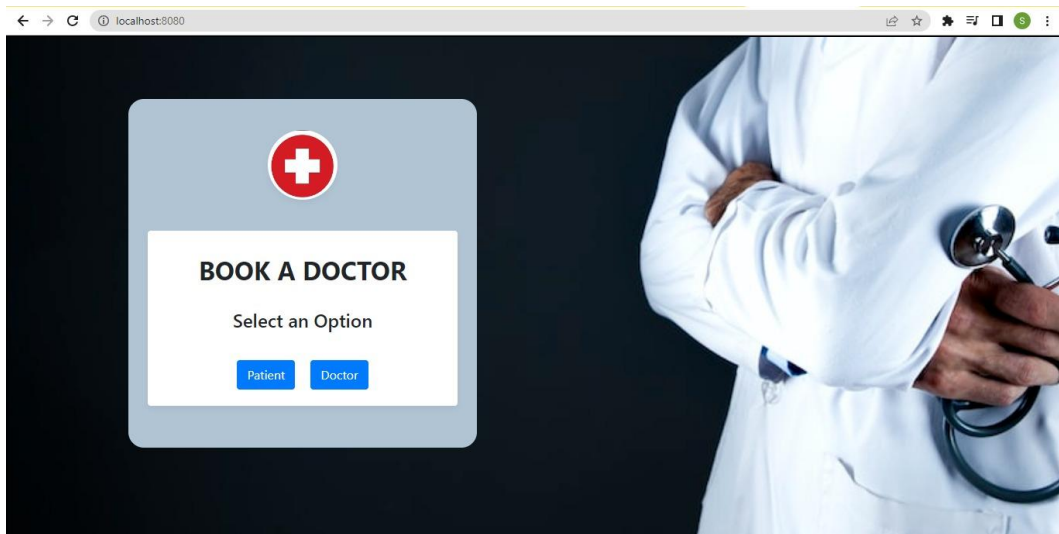 localhost:8080
S
BOOK A DOCTOR
Select an Option
Patient Doctor